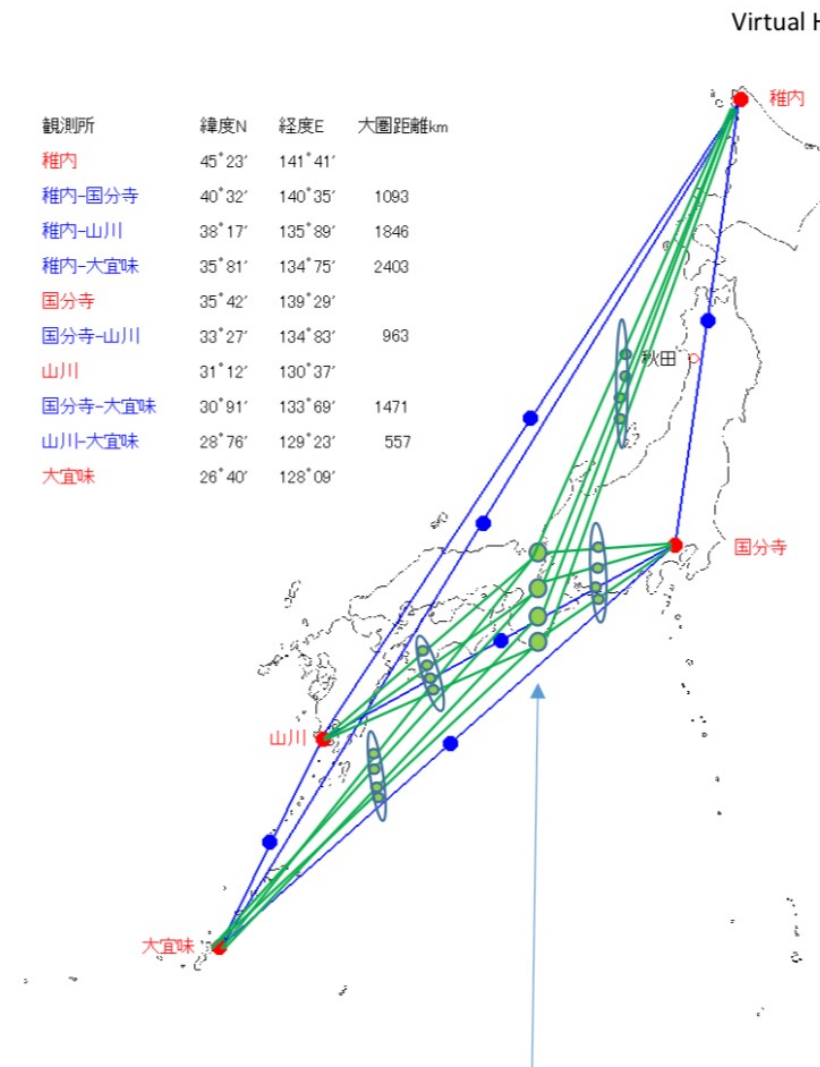 Virtual H
観測所 緯度N 経度E 大圏距離km
稚内 45˚23′ 141˚41′
稚内-国分寺 40˚32′ 140˚35′ 1093
稚内-山川 38˚17′ 135˚89′ 1846
稚内-大宜味 35˚81′ 134˚75′ 2403
国分寺 35˚42′ 139˚29′
国分寺-山川 33˚27′ 134˚83′ 963
山川 31˚12′ 130˚37′
国分寺-大宜味 30˚91′ 133˚69′ 1471
山川-大宜味 28˚76′ 129˚23′ 557
大宜味 26˚40′ 128˚09′
稚内
秋田
国分寺
山川
大宜味